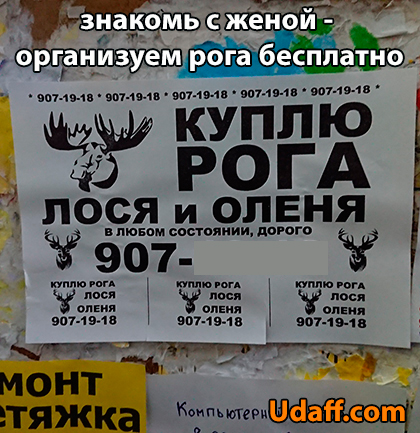 знакомь с женой -
организуем рога бесплатно
* 907-19-18 * 907-19-18 * 907-19-18 * 907-19-18 * 907-19-18 *
КУПЛЮ
РОГА
ЛОСЯ и ОЛЕНЯ
В ЛЮБОМ СОСТОЯНИИ, ДОРОГО
907-
КУПЛЮ РОГА
ЛОСЯ
ОЛЕНЯ
907-19-18
КУПЛЮ РОГА
ЛОСЯ
ОЛЕНЯ
907-19-18
КУПЛЮ РОГА
ЛОСЯ
ОЛЕНЯ
907-19-18
монт
етяжка
Компьютерн
Udaff.com